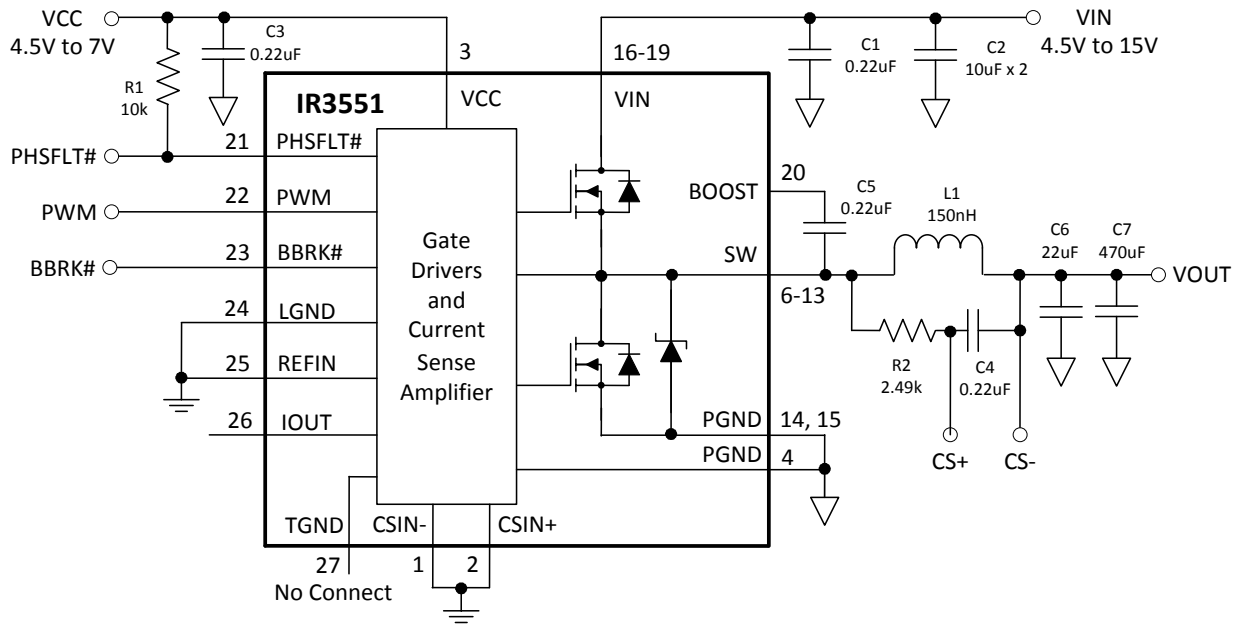 VCC
4.5V to 7V
C3
0.22uF
3
16-19
C1
0.22uF
C2
10uF x 2
VIN
4.5V to 15V
R1
10k
IR3551
VCC
VIN
PHSFLT#
21
PHSFLT#
20
BOOST
C5
0.22uF
L1
150nH
C6
22uF
C7
470uF
PWM
22
PWM
BBRK#
23
BBRK#
Gate
Drivers
and
Current
Sense
Amplifier
SW
6-13
VOUT
24
LGND
25
REFIN
R2
2.49k
C4
0.22uF
26
IOUT
PGND
14, 15
PGND
4
CS+
CS-
TGND
CSIN-
CSIN+
27
1
2
No Connect